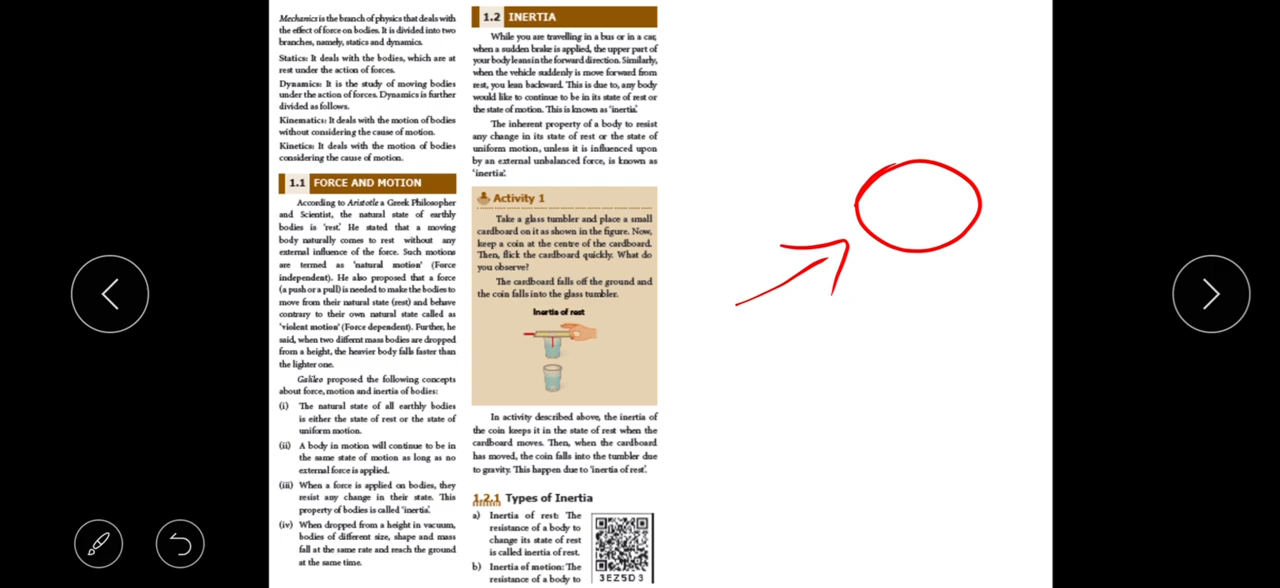 Mechanics is the branch of physics that deals with
the effect of force on bodies. It is divided into two
branches, namely, statics and dynamics.
Statics: It deals with the bodies, which are at
rest under the action of forces.
Dynamics: It is the study of moving bodies
under the action of forces. Dynamics is further
divided as follows.
Kinematics: It deals with the motion of bodies
without considering the cause of motion.
Kinetics: It deals with the motion of bodies
considering the cause of motion.
1.1 FORCE AND MOTION
According to Aristotle a Greek Philosopher
and Scientist, the natural state of earthly
bodies is ‘rest’. He stated that a moving
body naturally comes to rest without any
external influence of the force. Such motions
are termed as ‘natural motion’ (Force
independent). He also proposed that a force
(a push or a pull) is needed to make the bodies to
move from their natural state (rest) and behave
contrary to their own natural state called as
‘violent motion’ (Force dependent). Further, he
said, when two differnt mass bodies are dropped
from a height, the heavier body falls faster than
the lighter one.
Galileo proposed the following concepts
about force, motion and inertia of bodies:
(i) The natural state of all earthly bodies
is either the state of rest or the state of
uniform motion.
(ii) A body in motion will continue to be in
the same state of motion as long as no
external force is applied.
(iii) When a force is applied on bodies, they
resist any change in their state. This
property of bodies is called ‘inertia’.
(iv) When dropped from a height in vacuum,
bodies of different size, shape and mass
fall at the same rate and reach the ground
at the same time.
1.2 INERTIA
While you are travelling in a bus or in a car,
when a sudden brake is applied, the upper part of
your body leans in the forward direction. Similarly,
when the vehicle suddenly is move forward from
rest, you lean backward. This is due to, any body
would like to continue to be in its state of rest or
the state of motion. This is known as ‘inertia’.
The inherent property of a body to resist
any change in its state of rest or the state of
uniform motion, unless it is influenced upon
by an external unbalanced force, is known as
‘inertia’.
Activity 1
Take a glass tumbler and place a small
cardboard on it as shown in the figure. Now,
keep a coin at the centre of the cardboard.
Then, flick the cardboard quickly. What do
you observe?
The cardboard falls off the ground and
the coin falls into the glass tumbler.
Inertia of rest
In activity described above, the inertia of
the coin keeps it in the state of rest when the
cardboard moves. Then, when the cardboard
has moved, the coin falls into the tumbler due
to gravity. This happen due to ‘inertia of rest’.
1.2.1 Types of Inertia
a) Inertia of rest: The
resistance of a body to
change its state of rest
is called inertia of rest.
b) Inertia of motion: The
resistance of a body to
3EZ5D3